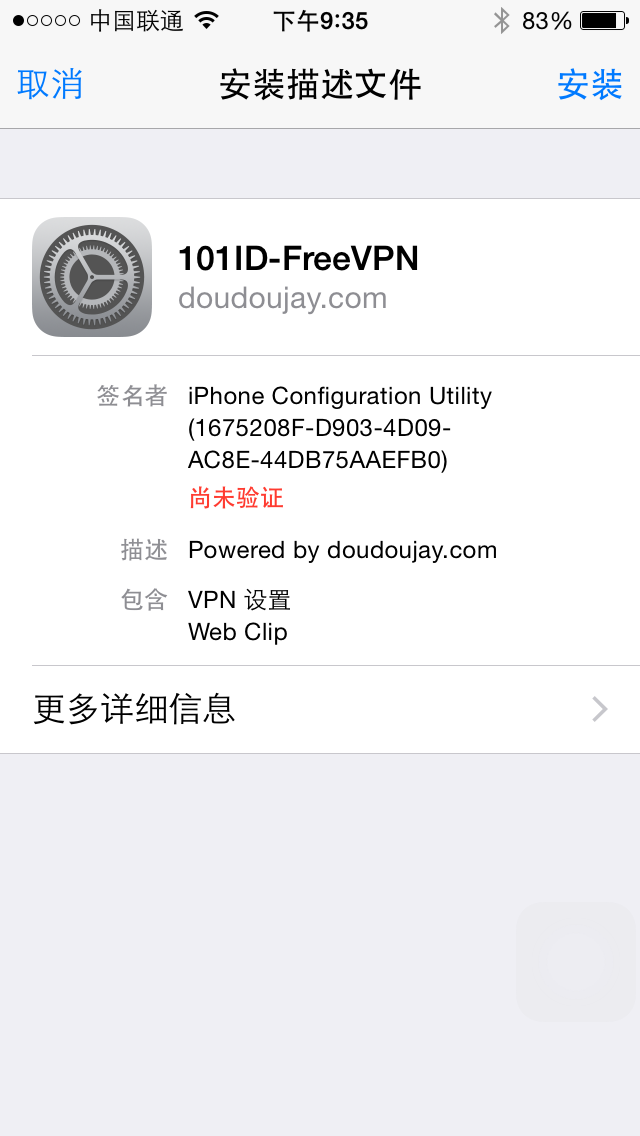 中国联通 下午9:35 83%
取消 安装描述文件 安装
101ID-FreeVPN
doudoujay.com
签名者 iPhone Configuration Utility
(1675208F-D903-4D09-
AC8E-44DB75AAEFB0)
尚未验证
描述 Powered by doudoujay.com
包含 VPN 设置
Web Clip
更多详细信息